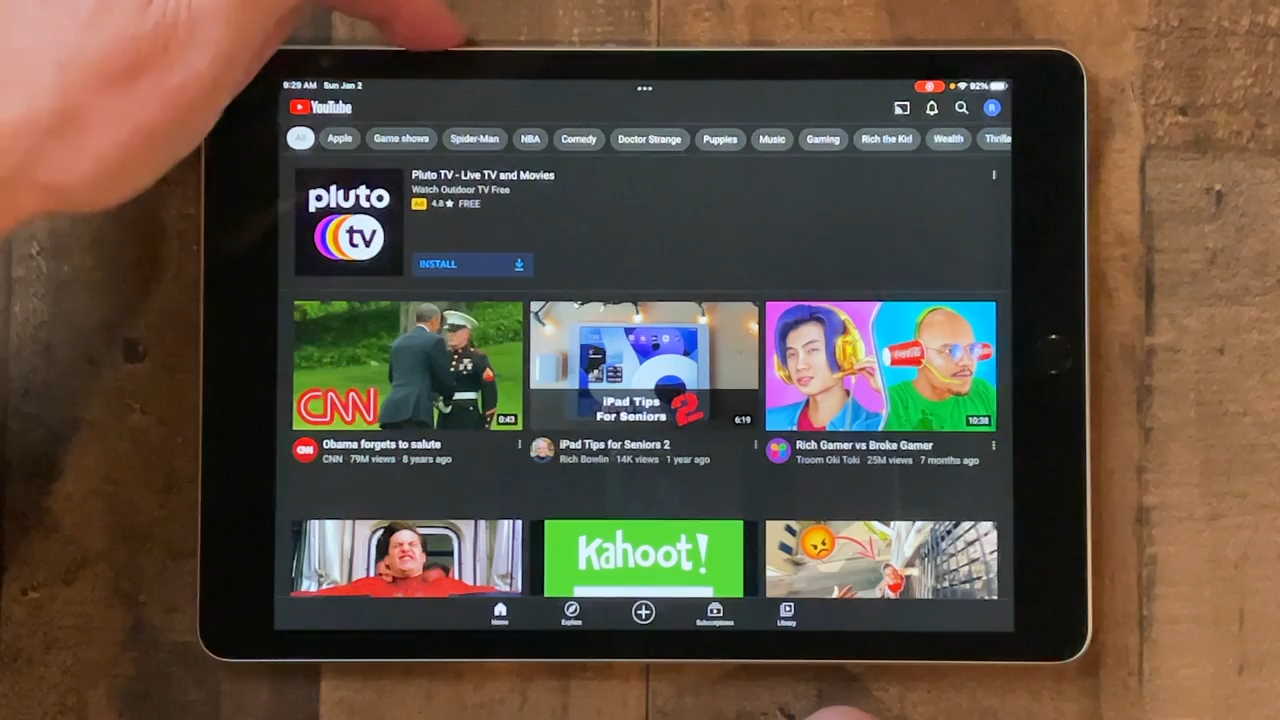 9:29 AM Sun Jan 2
92%
YouTube
R
All Apple Game shows Spider-Man NBA Comedy Doctor Strange Puppies Music Gaming Rich the Kid Wealth Thrille
pluto
tv
Pluto TV - Live TV and Movies
Watch Outdoor TV Free
Ad 4.8★ FREE
INSTALL
CNN
0:43
iPad Tips
For Seniors 2
6:19
Coca-Cola
10:38
CNN
Obama forgets to salute
CNN · 79M views · 8 years ago
iPad Tips for Seniors 2
Rich Bowlin · 14K views · 1 year ago
Rich Gamer vs Broke Gamer
Troom Oki Toki · 25M views · 7 months ago
Kahoot!
Home Explore Subscriptions Library